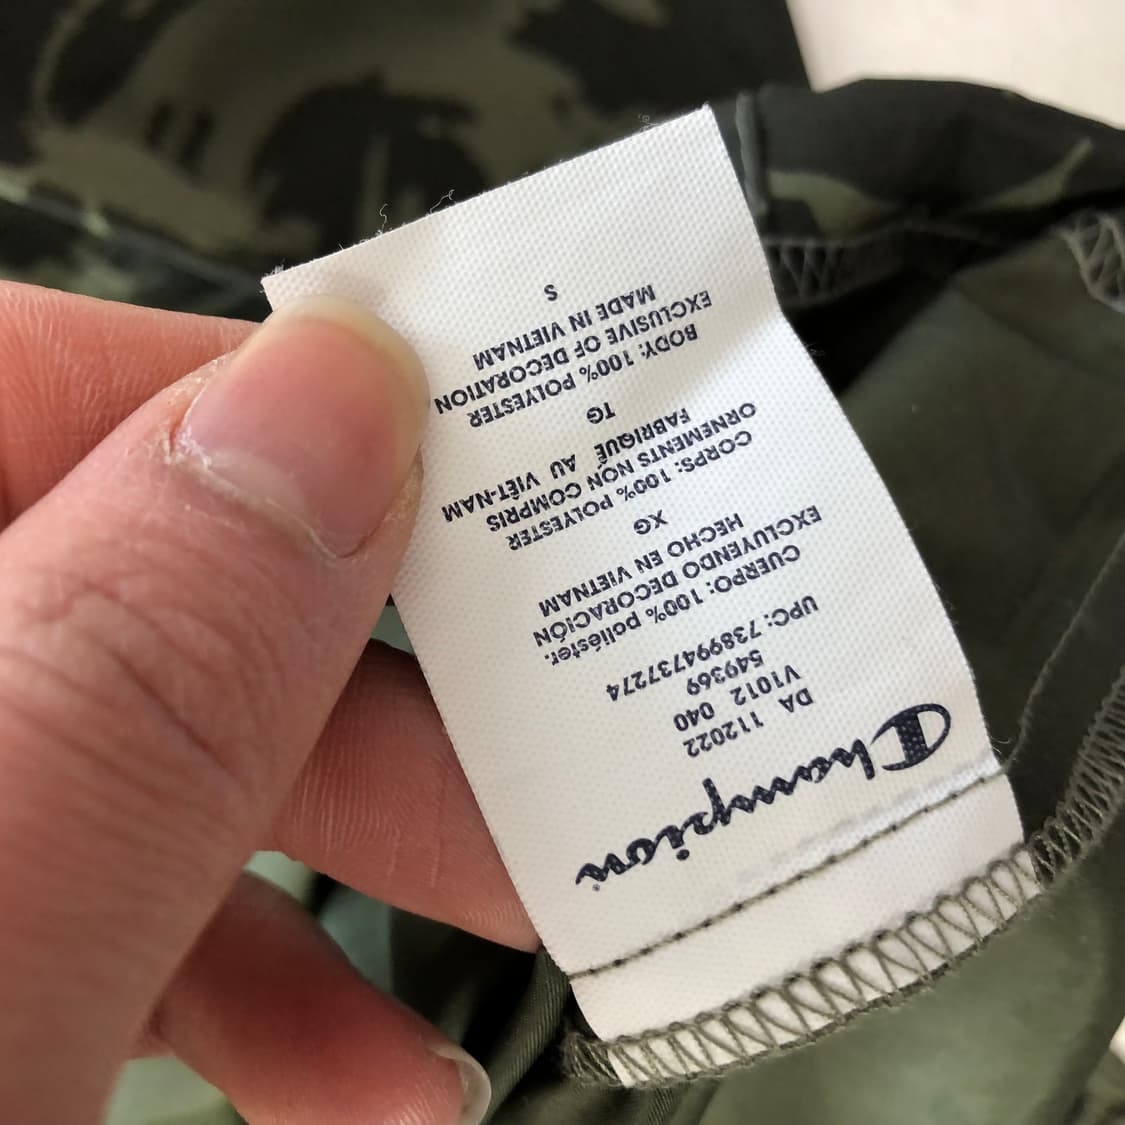 Champion
DA 112022
V1012 040
549369
UPC: 738994737274
CUERPO: 100% poliéster.
EXCLUYENDO DECORACIÓN
HECHO EN VIETNAM
XG
CORPS: 100% POLYESTER
ORNEMENTS NON COMPRIS
FABRIQUÉ AU VIÊT-NAM
TG
BODY: 100% POLYESTER
EXCLUSIVE OF DECORATION
MADE IN VIETNAM
S